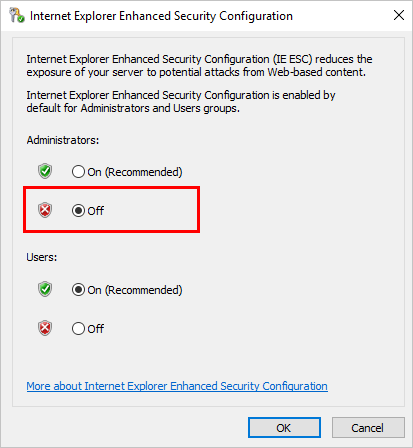 Internet Explorer Enhanced Security Configuration
Internet Explorer Enhanced Security Configuration (IE ESC) reduces the
exposure of your server to potential attacks from Web-based content.
Internet Explorer Enhanced Security Configuration is enabled by
default for Administrators and Users groups.
Administrators:
On (Recommended)
Off
Users:
On (Recommended)
Off
More about Internet Explorer Enhanced Security Configuration
OK
Cancel